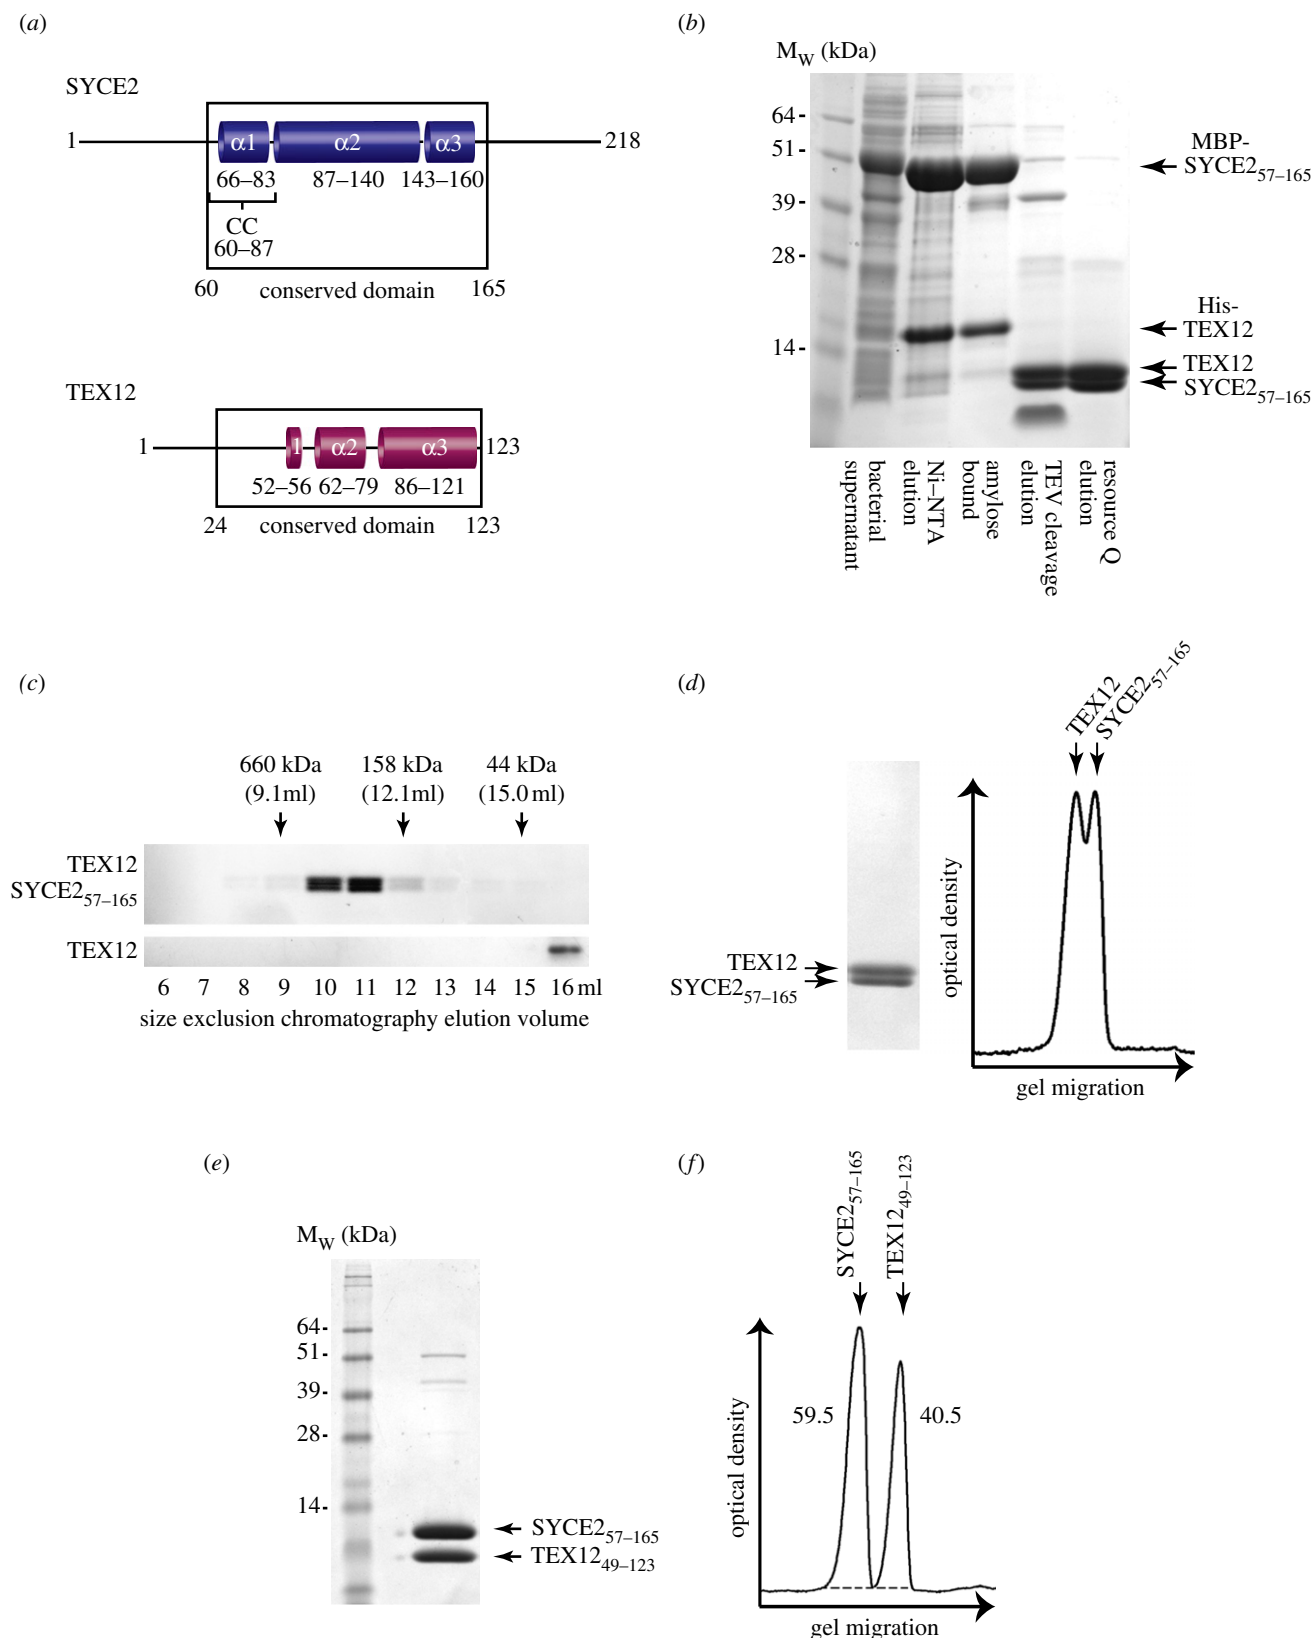 (a)
SYCE2
1
α1
α2
α3
218
66–83
87–140
143–160
CC
60–87
60
conserved domain
165
TEX12
1
1
α2
α3
123
52–56
62–79
86–121
24
conserved domain
123
(b)
MW (kDa)
64-
51-
39-
28-
14-
MBP-
SYCE257–165
His-
TEX12
TEX12
SYCE257–165
bacterial
supernatant
Ni–NTA
elution
amylose
bound
TEV cleavage
elution
resource Q
elution
(c)
660 kDa
(9.1ml)
158 kDa
(12.1ml)
44 kDa
(15.0 ml)
TEX12
SYCE257–165
TEX12
6 7 8 9 10 11 12 13 14 15 16 ml
size exclusion chromatography elution volume
(d)
TEX12
SYCE257–165
TEX12
SYCE257–165
optical density
gel migration
(e)
MW (kDa)
64-
51-
39-
28-
14-
SYCE257–165
TEX1249–123
(f)
SYCE257–165
TEX1249–123
59.5
40.5
optical density
gel migration